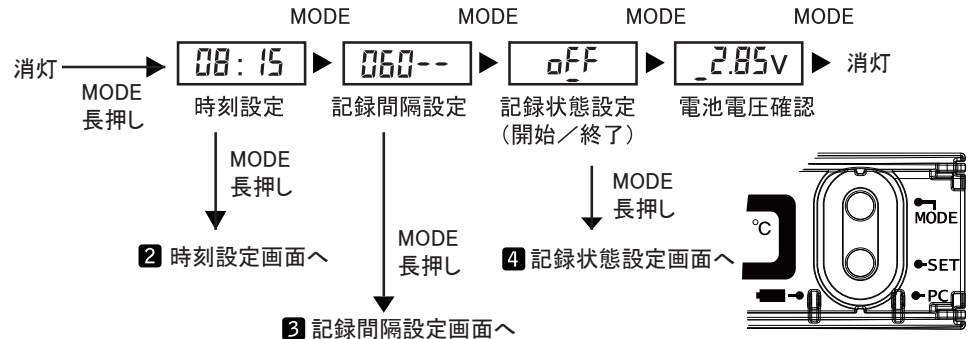 MODE MODE MODE MODE
消灯 08:15 060-- oFF 2.85v 消灯
MODE
長押し
時刻設定 記録間隔設定 記録状態設定 電池電圧確認
(開始／終了)
MODE
長押し
MODE
長押し
MODE
長押し
2 時刻設定画面へ
4 記録状態設定画面へ
3 記録間隔設定画面へ
℃
MODE
SET
PC